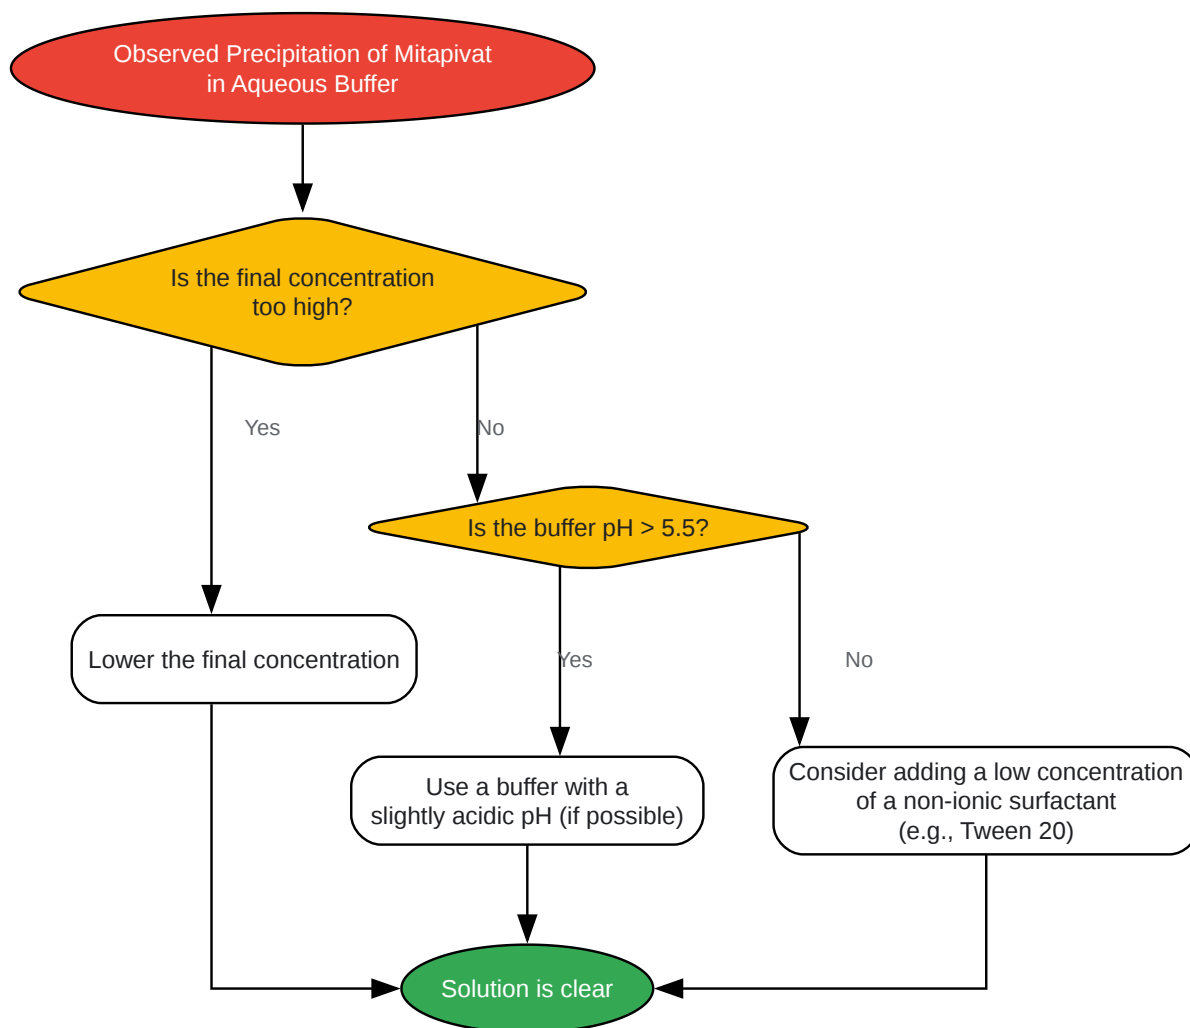 Observed Precipitation of Mitapivat
in Aqueous Buffer
Is the final concentration
too high?
Yes
No
Is the buffer pH > 5.5?
Lower the final concentration
Yes
No
Use a buffer with a
slightly acidic pH (if possible)
Consider adding a low concentration
of a non-ionic surfactant
(e.g., Tween 20)
Solution is clear